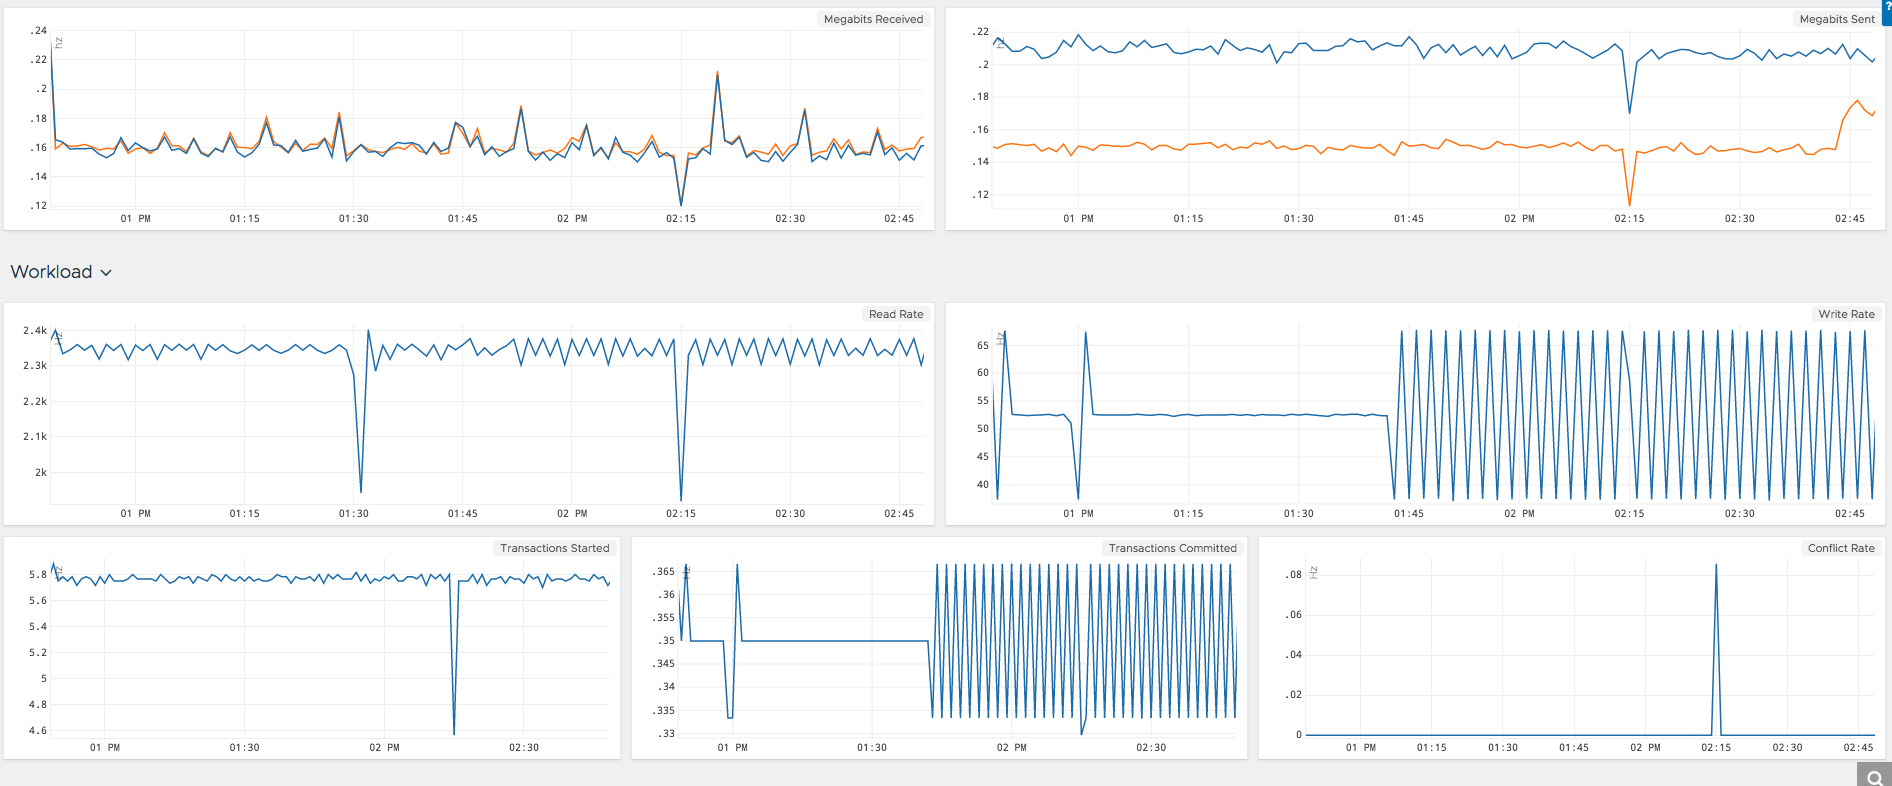 Megabits Received
.24
hz
.22
.2
.18
.16
.14
.12
01 PM 01:15 01:30 01:45 02 PM 02:15 02:30 02:45
Megabits Sent
?
.22
hz
.2
.18
.16
.14
.12
01 PM 01:15 01:30 01:45 02 PM 02:15 02:30 02:45
Workload
Read Rate
2.4k
Hz
2.3k
2.2k
2.1k
2k
01 PM 01:15 01:30 01:45 02 PM 02:15 02:30 02:45
Write Rate
Hz
65
60
55
50
45
40
01 PM 01:15 01:30 01:45 02 PM 02:15 02:30 02:45
Transactions Started
Hz
5.8
5.6
5.4
5.2
5
4.8
4.6
01 PM 01:30 02 PM 02:30
Transactions Committed
Hz
.365
.36
.355
.35
.345
.34
.335
.33
01 PM 01:30 02 PM 02:30
Conflict Rate
Hz
.08
.06
.04
.02
0
01 PM 01:15 01:30 01:45 02 PM 02:15 02:30 02:45